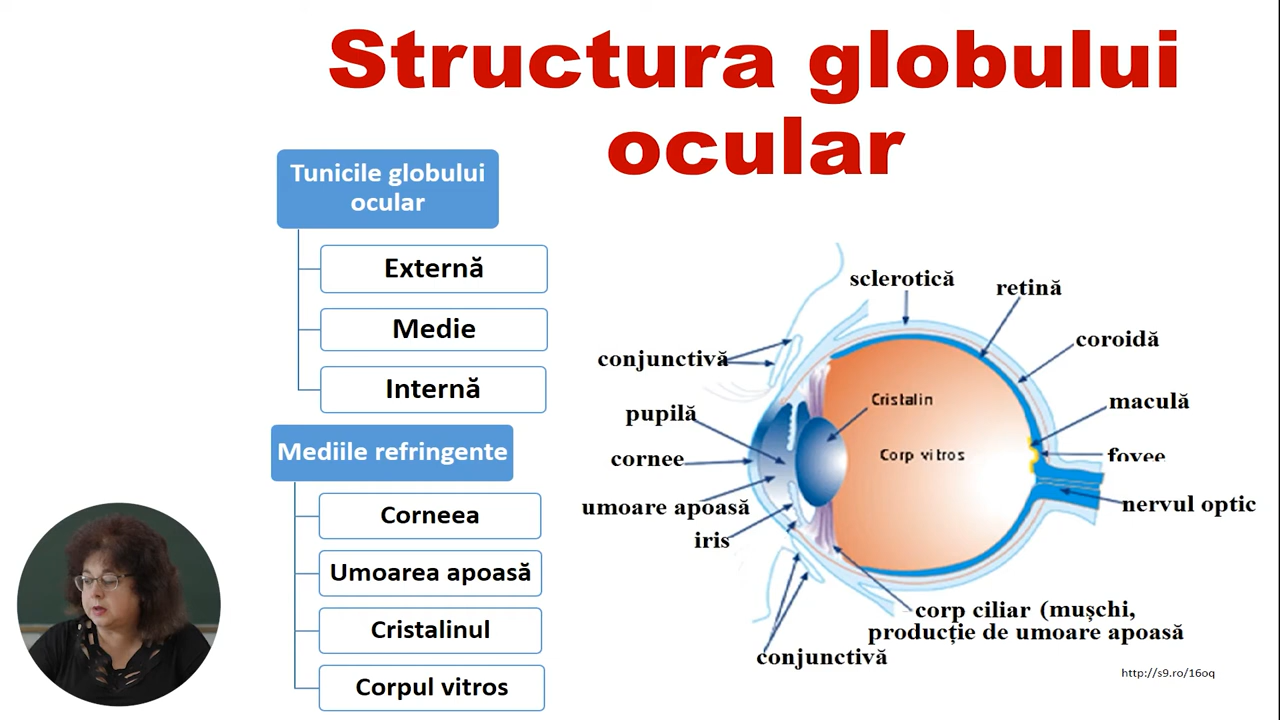 Structura globului
ocular
Tunicile globului
ocular
Externă
Medie
Internă
Mediile refringente
Corneea
Umoarea apoasă
Cristalinul
Corpul vitros
sclerotică
retină
coroidă
conjunctivă
maculă
Cristalin
pupilă
cornee
Corp vitros
fovee
umoare apoasă
nervul optic
iris
corp ciliar (mușchi,
producție de umoare apoasă
conjunctivă
http://s9.ro/16oq